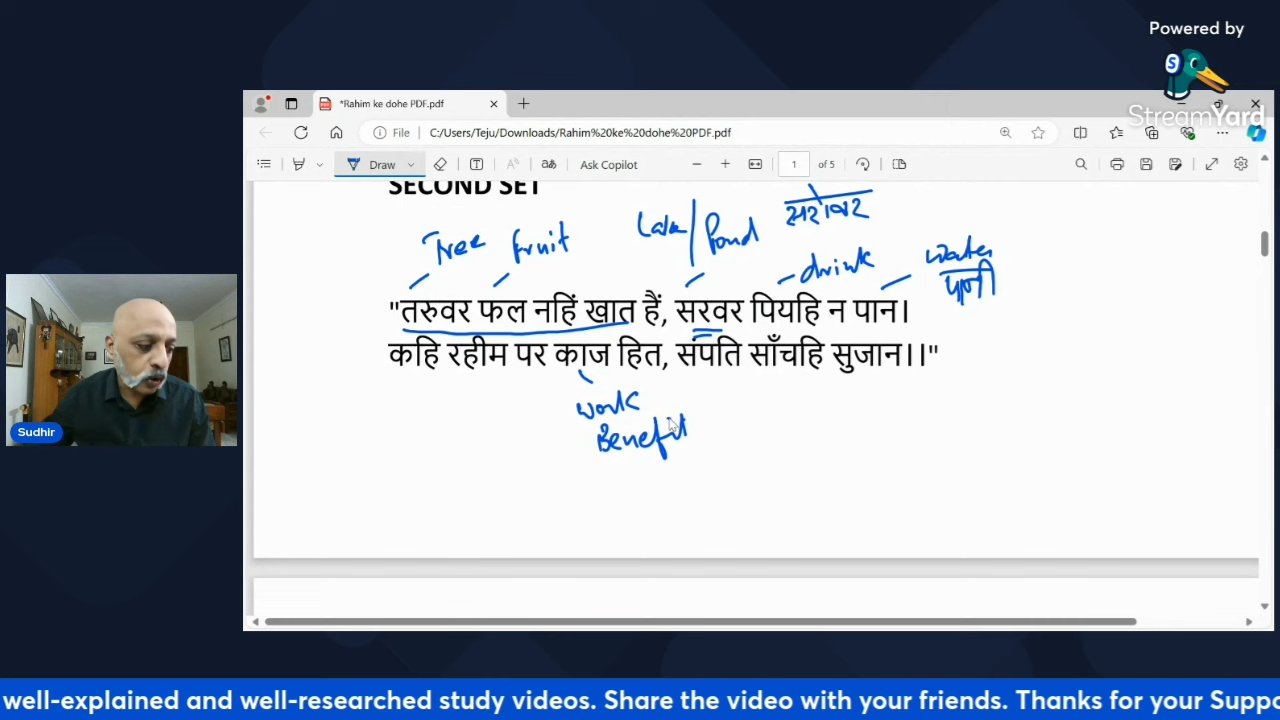 Powered by
StreamYard
*Rahim ke dohe PDF.pdf
File C:/Users/Teju/Downloads/Rahim%20ke%20dohe%20PDF.pdf
Draw Ask Copilot 1 of 5
SECOND SET
सरोवर
Tree fruit Lake/Pond
drink water
पाणी
"तरुवर फल नहिं खात हैं, सरवर पियहि न पान।
कहि रहीम पर काज हित, संपति साँचहि सुजान।।"
work
Benefit
Sudhir
well-explained and well-researched study videos. Share the video with your friends. Thanks for your Suppo